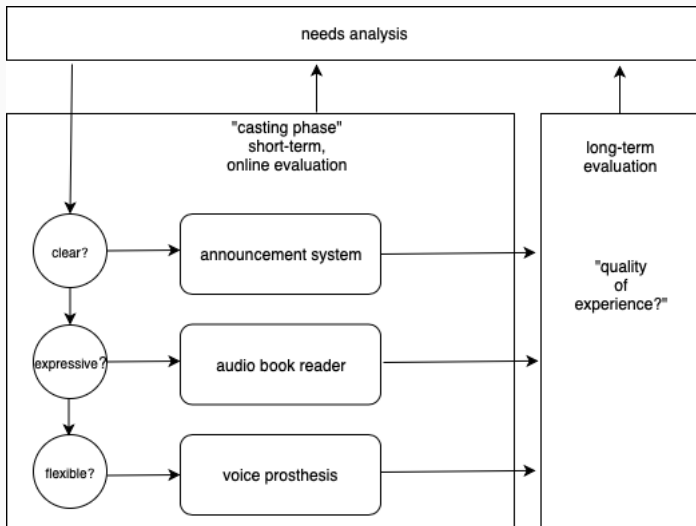 needs analysis
"casting phase"
short-term,
online evaluation
long-term
evaluation
clear?
announcement system
"quality
of
experience?"
expressive?
audio book reader
flexible?
voice prosthesis